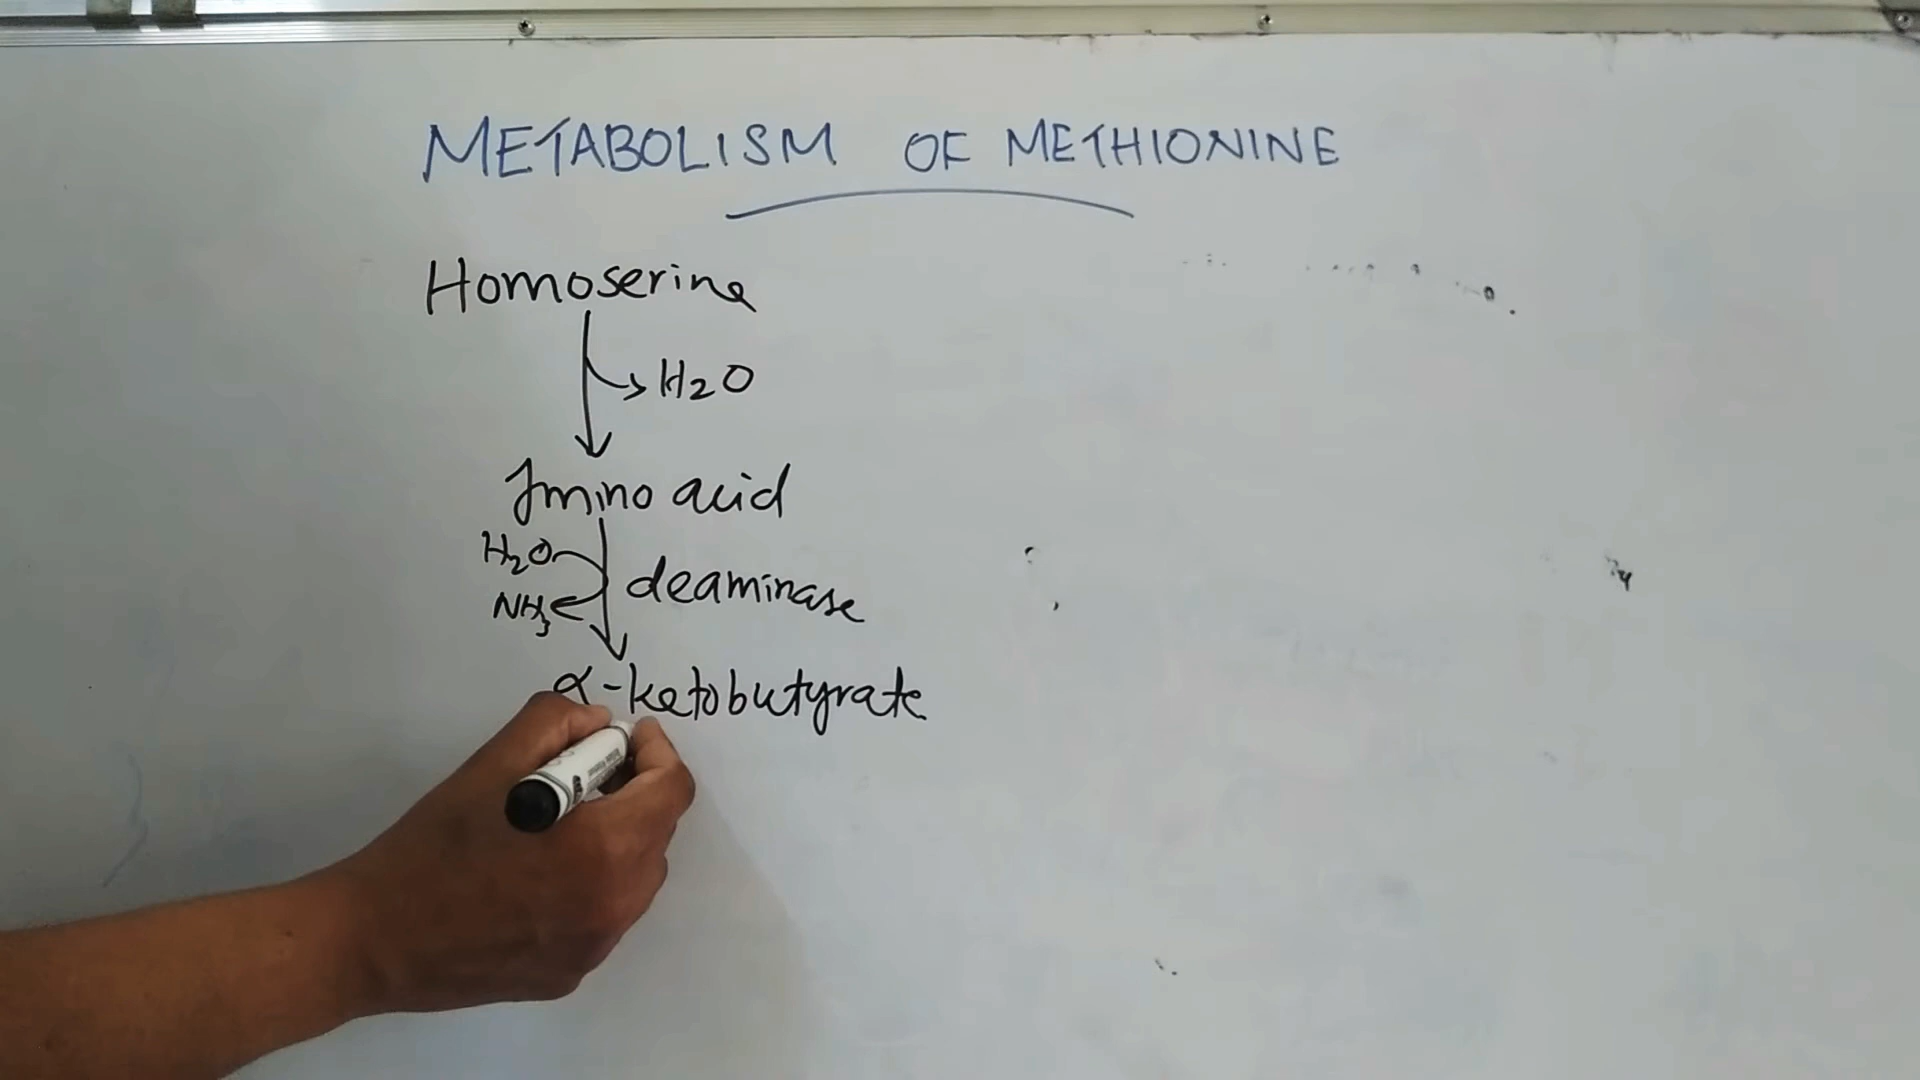 METABOLISM OF METHIONINE
Homoserine
H2O
Imino acid
H2O
deaminase
NH3
α-ketobutyrate